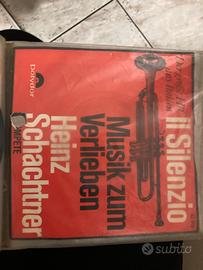 Polydor
il Silenzio
Musik zum
Verlieben
Heinz
Schachtner
subito